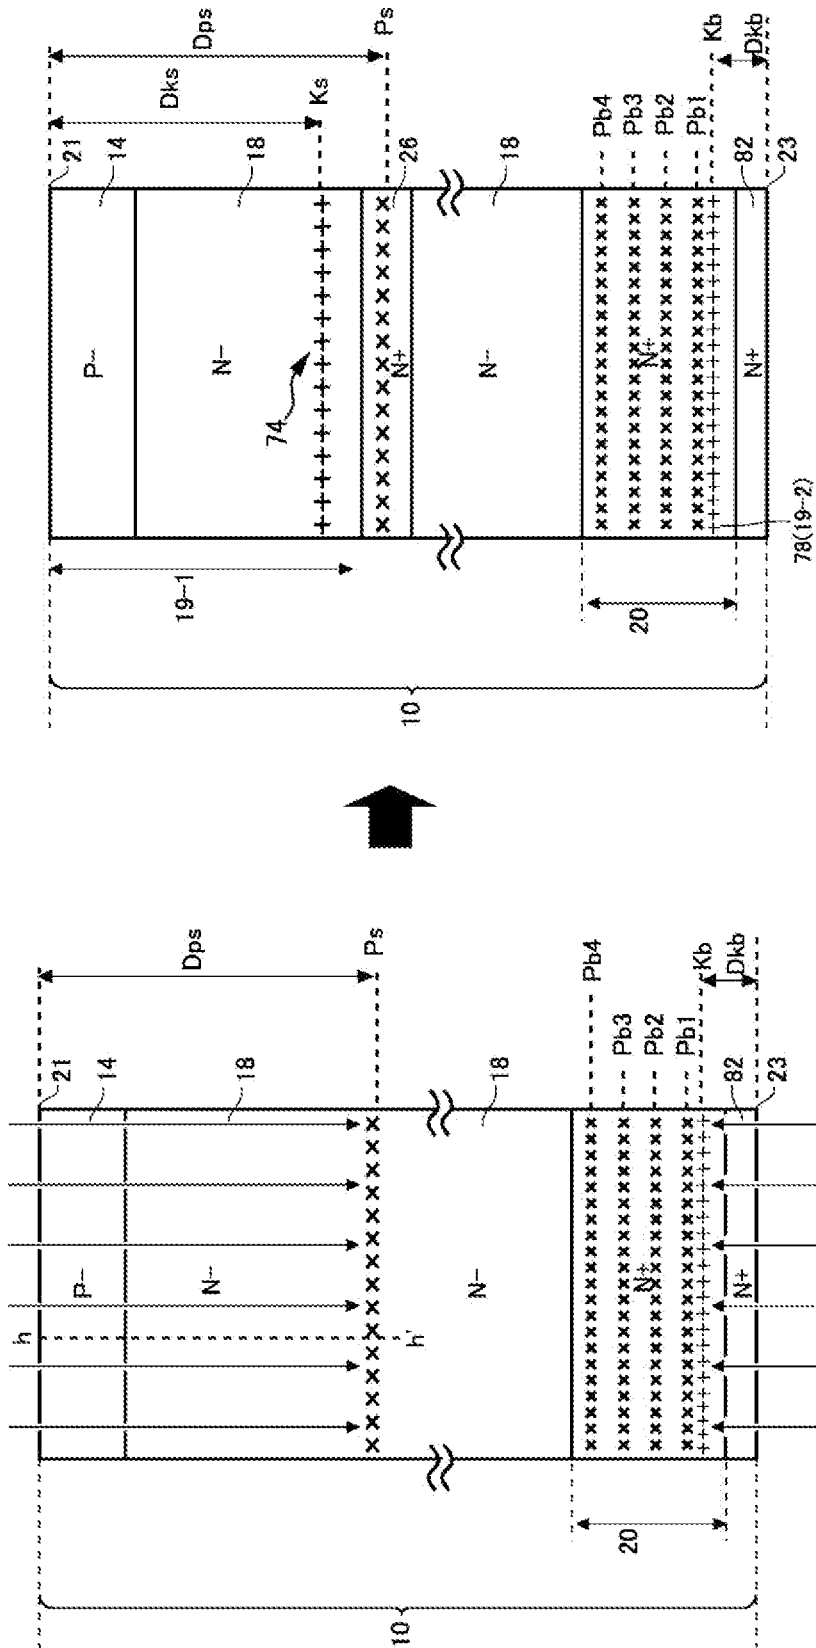 Dps
Dks
21
14
18
Ks
Ps
26
18
Pb4
Pb3
Pb2
Pb1
Kb
Dkb
82
23
P-
N-
74
N+
N-
N+
N+
19-1
20
78(19-2)
10
Dps
21
14
18
Ps
18
Pb4
Pb3
Pb2
Pb1
Kb
Dkb
82
23
h
P-
N-
h'
N-
N+
N+
20
10